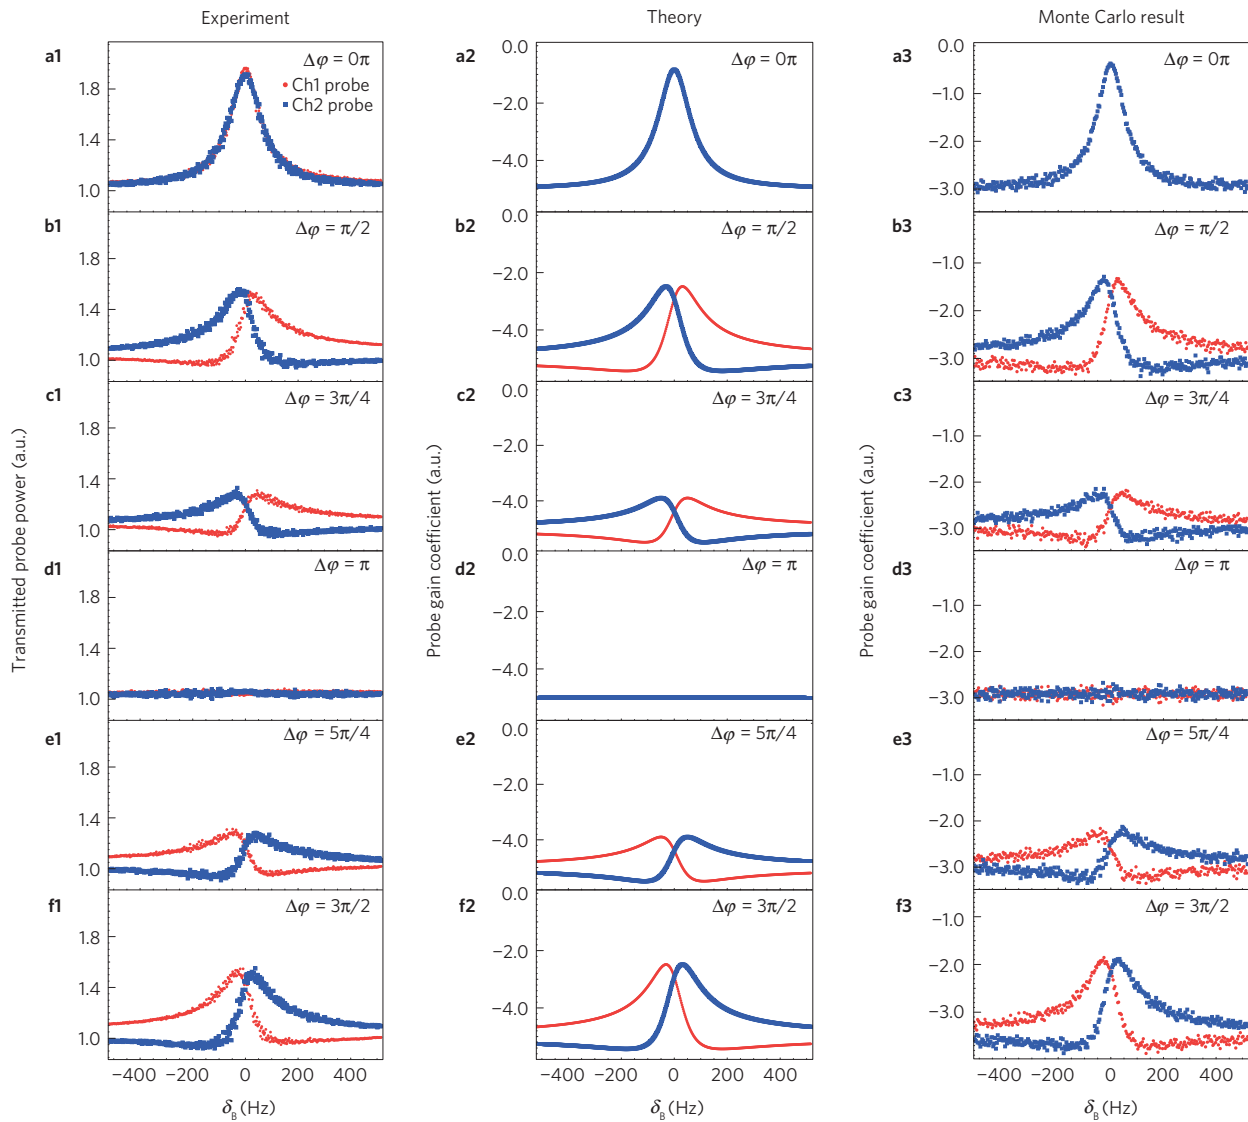 Experiment
Theory
Monte Carlo result
a1
Δφ = 0π
Ch1 probe
Ch2 probe
1.8
1.4
1.0
a2
0.0
Δφ = 0π
−2.0
−4.0
a3
0.0
Δφ = 0π
−1.0
−2.0
−3.0
b1
Δφ = π/2
1.8
1.4
1.0
b2
0.0
Δφ = π/2
−2.0
−4.0
b3
Δφ = π/2
−1.0
−2.0
−3.0
c1
Δφ = 3π/4
1.8
1.4
1.0
c2
0.0
Δφ = 3π/4
−2.0
−4.0
c3
Δφ = 3π/4
−1.0
−2.0
−3.0
d1
Δφ = π
1.8
1.4
1.0
d2
0.0
Δφ = π
−2.0
−4.0
d3
Δφ = π
−1.0
−2.0
−3.0
e1
Δφ = 5π/4
1.8
1.4
1.0
e2
0.0
Δφ = 5π/4
−2.0
−4.0
e3
Δφ = 5π/4
−1.0
−2.0
−3.0
f1
Δφ = 3π/2
1.8
1.4
1.0
f2
0.0
Δφ = 3π/2
−2.0
−4.0
f3
Δφ = 3π/2
−1.0
−2.0
−3.0
Transmitted probe power (a.u.)
Probe gain coefficient (a.u.)
Probe gain coefficient (a.u.)
−400 −200 0 200 400
−400 −200 0 200 400
−400 −200 0 200 400
δB (Hz)
δB (Hz)
δB (Hz)